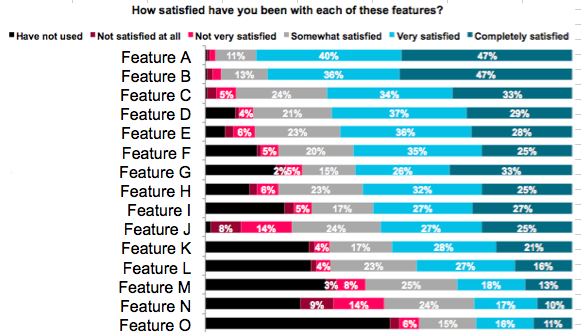 How satisfied have you been with each of these features?
Have not used Not satisfied at all Not very satisfied Somewhat satisfied Very satisfied Completely satisfied
Feature A 11% 40% 47%
Feature B 13% 36% 47%
Feature C 5% 24% 34% 33%
Feature D 4% 21% 37% 29%
Feature E 6% 23% 36% 28%
Feature F 5% 20% 35% 25%
Feature G 2% 5% 15% 26% 33%
Feature H 6% 23% 32% 25%
Feature I 5% 17% 27% 27%
Feature J 8% 14% 24% 27% 25%
Feature K 4% 17% 28% 21%
Feature L 4% 23% 27% 16%
Feature M 3% 8% 25% 18% 13%
Feature N 9% 14% 24% 17% 10%
Feature O 6% 15% 16% 11%